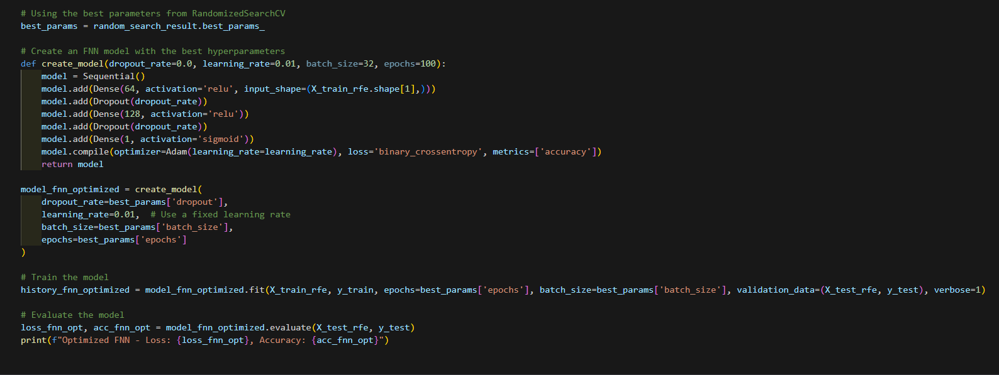 # Using the best parameters from RandomizedSearchCV
best_params = random_search_result.best_params_
# Create an FNN model with the best hyperparameters
def create_model(dropout_rate=0.0, learning_rate=0.01, batch_size=32, epochs=100):
    model = Sequential()
    model.add(Dense(64, activation='relu', input_shape=(X_train_rfe.shape[1],)))
    model.add(Dropout(dropout_rate))
    model.add(Dense(128, activation='relu'))
    model.add(Dropout(dropout_rate))
    model.add(Dense(1, activation='sigmoid'))
    model.compile(optimizer=Adam(learning_rate=learning_rate), loss='binary_crossentropy', metrics=['accuracy'])
    return model
model_fnn_optimized = create_model(
    dropout_rate=best_params['dropout'],
    learning_rate=0.01,  # Use a fixed learning rate
    batch_size=best_params['batch_size'],
    epochs=best_params['epochs']
)
# Train the model
history_fnn_optimized = model_fnn_optimized.fit(X_train_rfe, y_train, epochs=best_params['epochs'], batch_size=best_params['batch_size'], validation_data=(X_test_rfe, y_test), verbose=1)
# Evaluate the model
loss_fnn_opt, acc_fnn_opt = model_fnn_optimized.evaluate(X_test_rfe, y_test)
print(f"Optimized FNN - Loss: {loss_fnn_opt}, Accuracy: {acc_fnn_opt}")